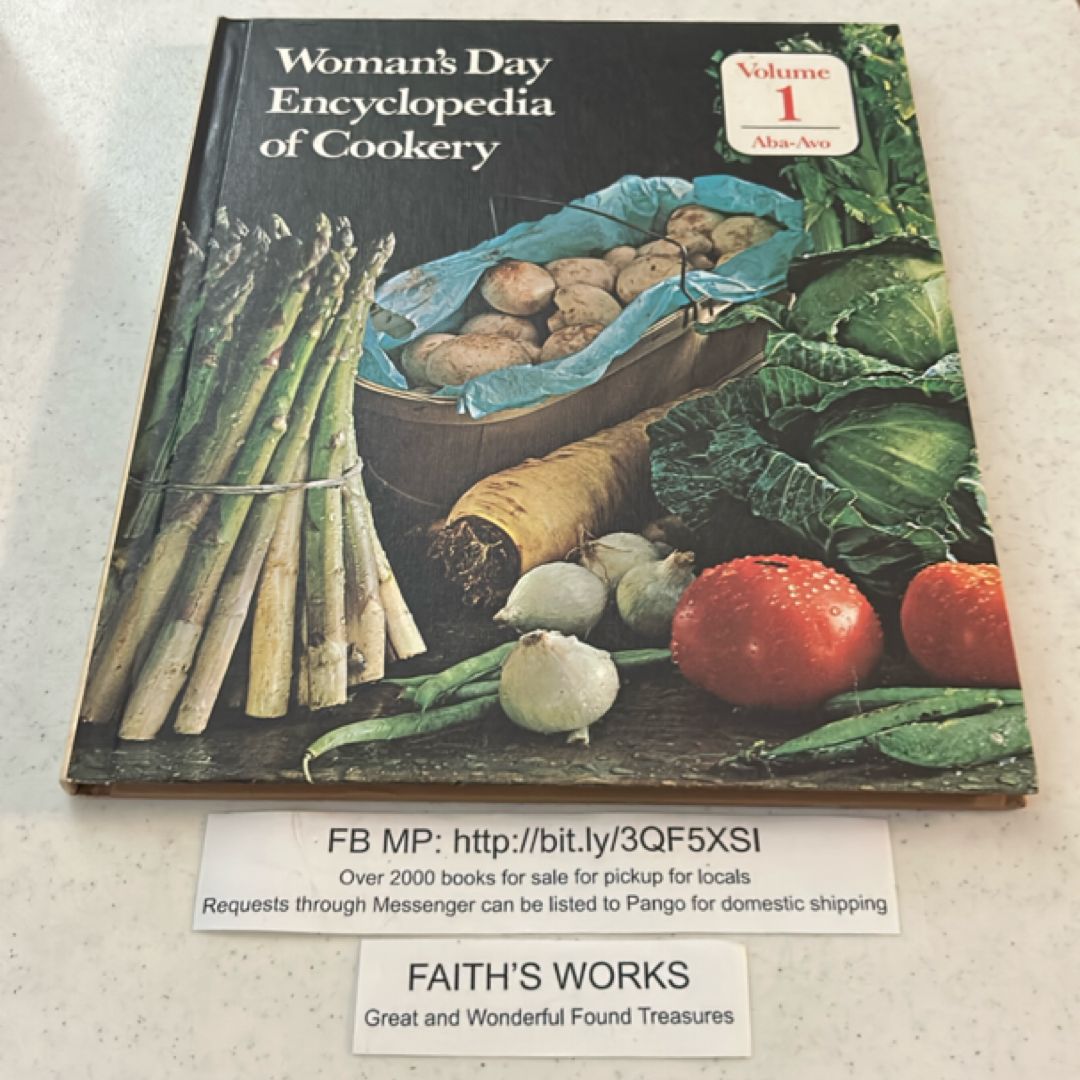 Woman's Day
Encyclopedia
of Cookery
Volume
1
Aba-Avo
FB MP: http://bit.ly/3QF5XSI
Over 2000 books for sale for pickup for locals
Requests through Messenger can be listed to Pango for domestic shipping
FAITH'S WORKS
Great and Wonderful Found Treasures